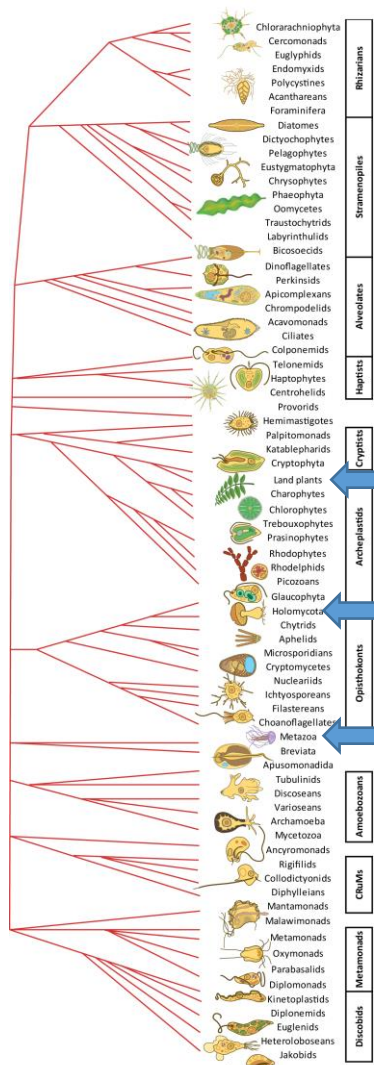 Chlorarachniophyta
Cercomonads
Euglyphids
Endomyxids
Polycystines
Acanthareans
Foraminifera
Rhizarians
Diatomes
Dictyochophytes
Pelagophytes
Eustygmatophyta
Chrysophytes
Phaeophyta
Oomycetes
Traustochytrids
Labyrinthulids
Bicosoecids
Stramenopiles
Dinoflagellates
Perkinsids
Apicomplexans
Chrompodelids
Acavomonads
Ciliates
Colponemids
Alveolates
Telonemids
Haptophytes
Centrohelids
Haptists
Provorids
Hemimastigotes
Palpitomonads
Katablepharids
Cryptophyta
Cryptists
Land plants
Charophytes
Chlorophytes
Trebouxophytes
Prasinophytes
Rhodophytes
Rhodelphids
Picozoans
Glaucophyta
Archeplastids
Holomycota
Chytrids
Aphelids
Microsporidians
Cryptomycetes
Nucleariids
Ichtyosporeans
Filastereans
Choanoflagellates
Metazoa
Opisthokonts
Breviata
Apusomonadida
Tubulinids
Discoseans
Varioseans
Archamoeba
Mycetozoa
Amoebozoans
Ancyromonads
Rigifilids
Collodictyonids
Diphylleians
Mantamonads
CRuMs
Malawimonads
Metamonads
Oxymonads
Parabasalids
Diplomonads
Metamonads
Kinetoplastids
Diplonemids
Euglenids
Heteroloboseans
Jakobids
Discobids